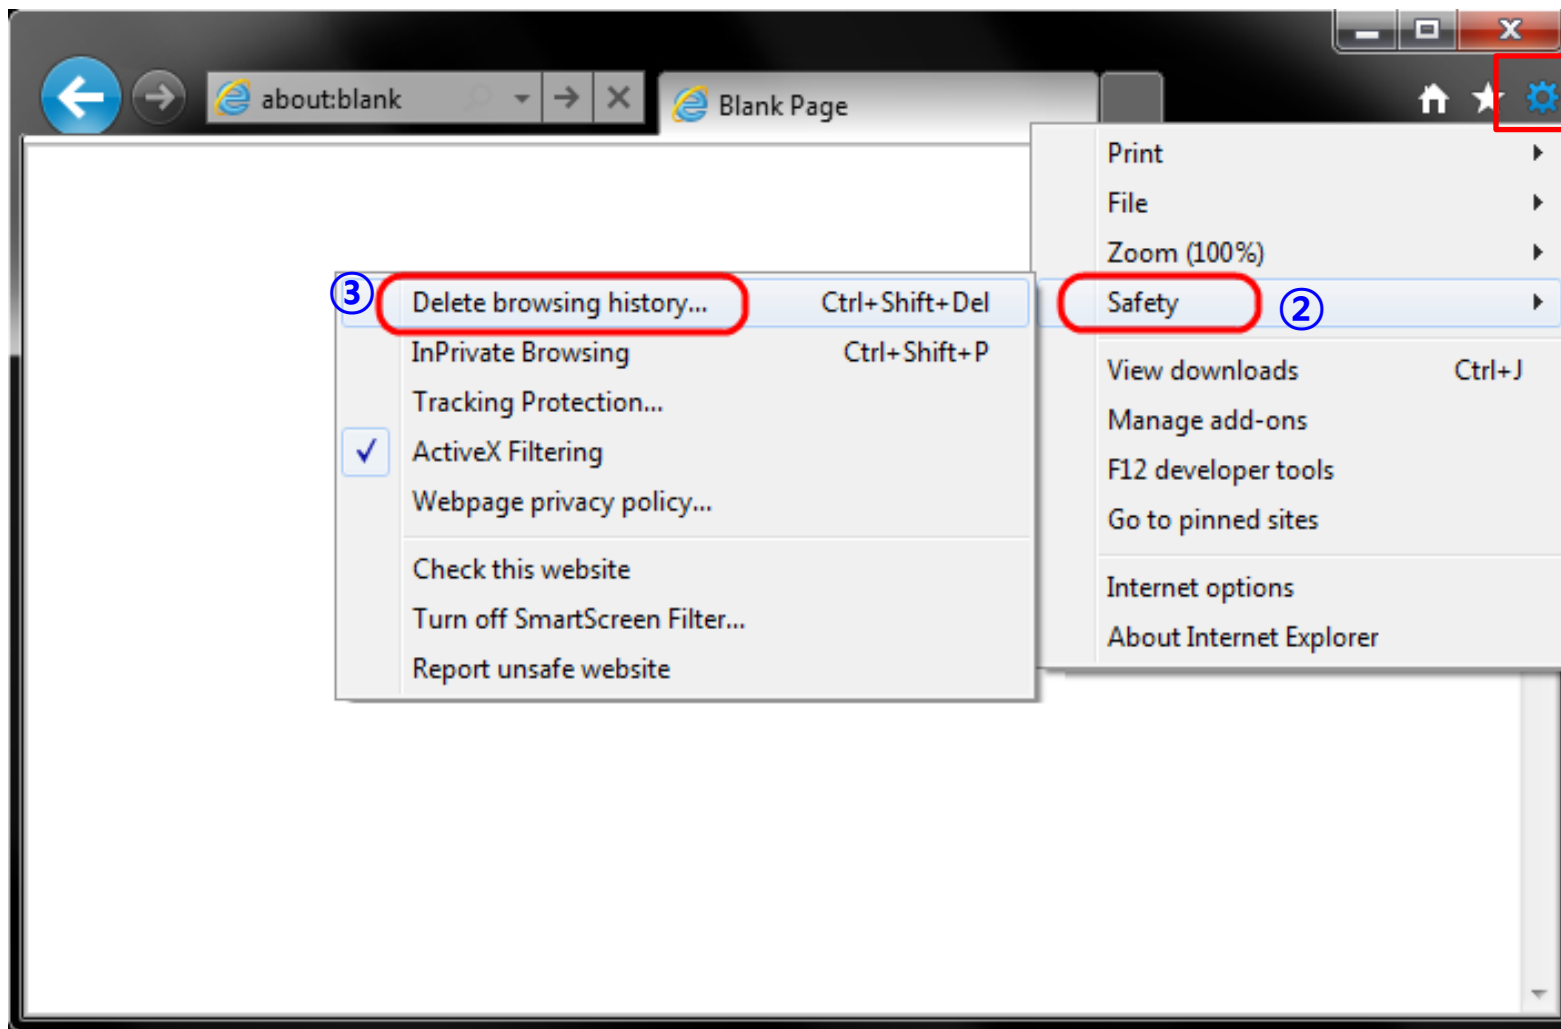 about:blank
Blank Page
Print
File
Zoom (100%)
Safety ②
View downloads Ctrl+J
Manage add-ons
F12 developer tools
Go to pinned sites
Internet options
About Internet Explorer
③ Delete browsing history... Ctrl+Shift+Del
InPrivate Browsing Ctrl+Shift+P
Tracking Protection...
ActiveX Filtering
Webpage privacy policy...
Check this website
Turn off SmartScreen Filter...
Report unsafe website